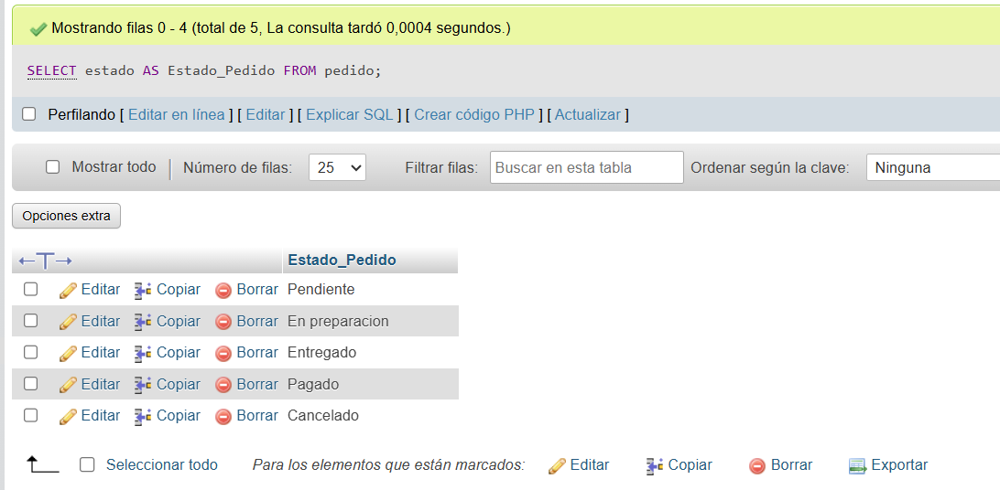 Mostrando filas 0 - 4 (total de 5, La consulta tardó 0,0004 segundos.)
SELECT estado AS Estado_Pedido FROM pedido;
Perfilando [ Editar en línea ] [ Editar ] [ Explicar SQL ] [ Crear código PHP ] [ Actualizar ]
Mostrar todo | Número de filas: 25 Filtrar filas: Buscar en esta tabla Ordenar según la clave: Ninguna
Opciones extra
Estado_Pedido
Editar Copiar Borrar Pendiente
Editar Copiar Borrar En preparacion
Editar Copiar Borrar Entregado
Editar Copiar Borrar Pagado
Editar Copiar Borrar Cancelado
Seleccionar todo Para los elementos que están marcados: Editar Copiar Borrar Exportar